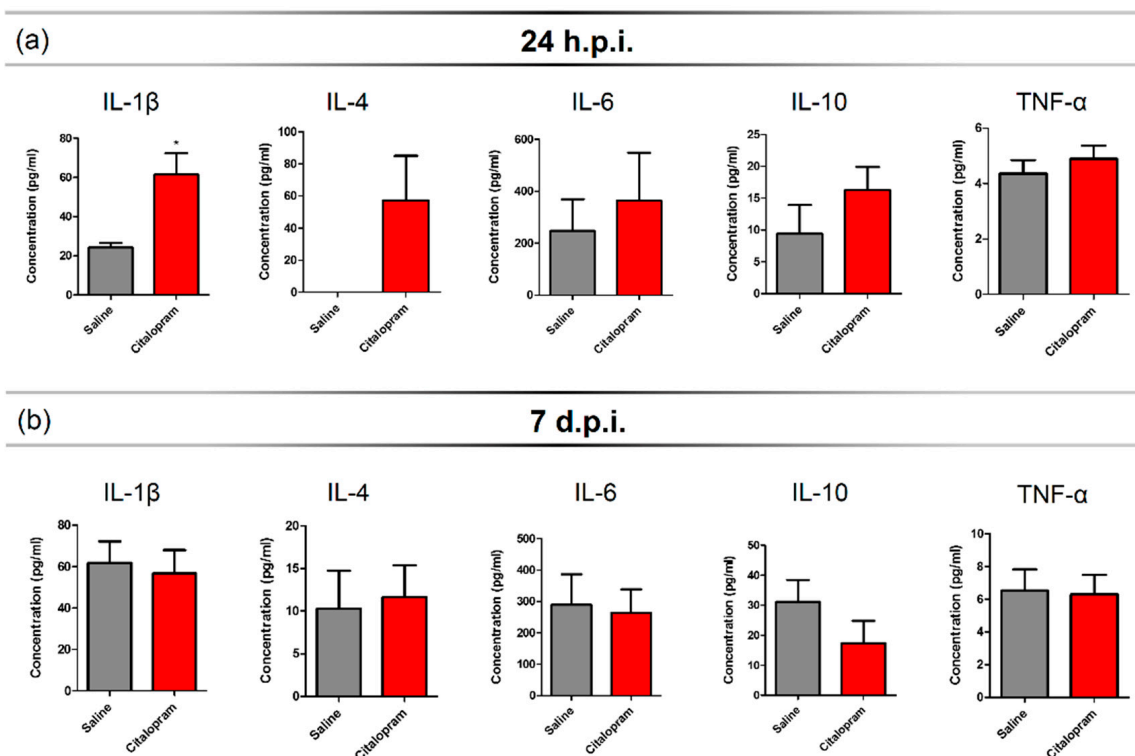 (a)
24 h.p.i.
IL-1β
IL-4
IL-6
IL-10
TNF-α
Concentration (pg/ml)
80
60
40
20
0
*
Saline
Citalopram
Concentration (pg/ml)
100
80
60
40
20
0
Saline
Citalopram
Concentration (pg/ml)
600
400
200
0
Saline
Citalopram
Concentration (pg/ml)
25
20
15
10
5
0
Saline
Citalopram
Concentration (pg/ml)
6
4
2
0
Saline
Citalopram
(b)
7 d.p.i.
IL-1β
IL-4
IL-6
IL-10
TNF-α
Concentration (pg/ml)
80
60
40
20
0
Saline
Citalopram
Concentration (pg/ml)
20
15
10
5
0
Saline
Citalopram
Concentration (pg/ml)
500
400
300
200
100
0
Saline
Citalopram
Concentration (pg/ml)
50
40
30
20
10
0
Saline
Citalopram
Concentration (pg/ml)
10
8
6
4
2
0
Saline
Citalopram